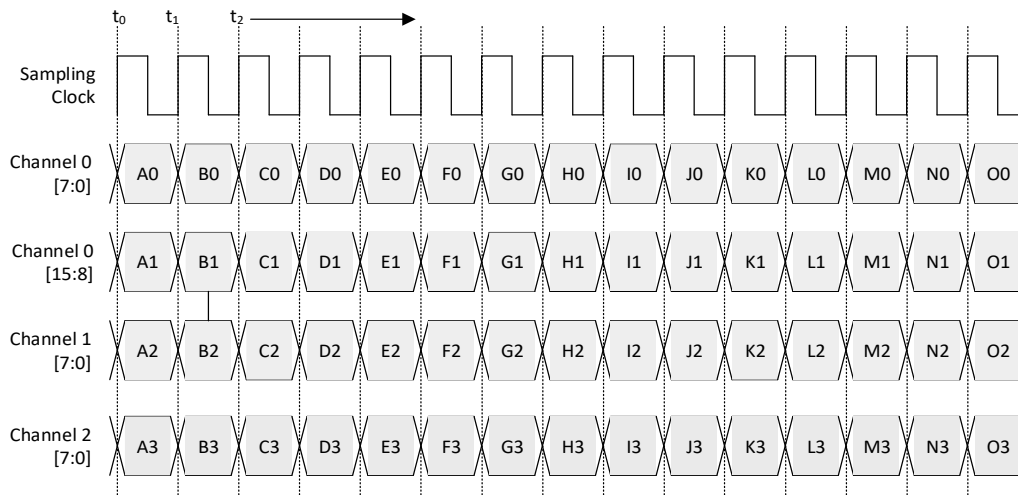 t0 t1 t2
Sampling
Clock
Channel 0
[7:0]
A0 B0 C0 D0 E0 F0 G0 H0 I0 J0 K0 L0 M0 N0 O0
Channel 0
[15:8]
A1 B1 C1 D1 E1 F1 G1 H1 I1 J1 K1 L1 M1 N1 O1
Channel 1
[7:0]
A2 B2 C2 D2 E2 F2 G2 H2 I2 J2 K2 L2 M2 N2 O2
Channel 2
[7:0]
A3 B3 C3 D3 E3 F3 G3 H3 I3 J3 K3 L3 M3 N3 O3